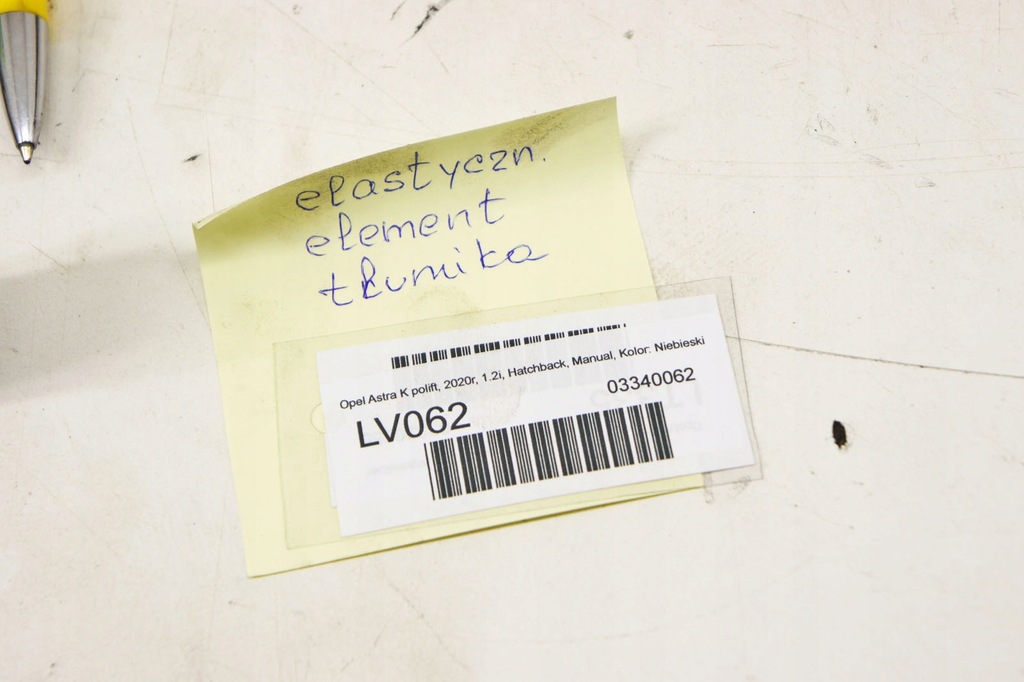 elastyczn.
element
tłumika
Opel Astra K polift, 2020r, 1.2i, Hatchback, Manual, Kolor: Niebieski
03340062
LV062